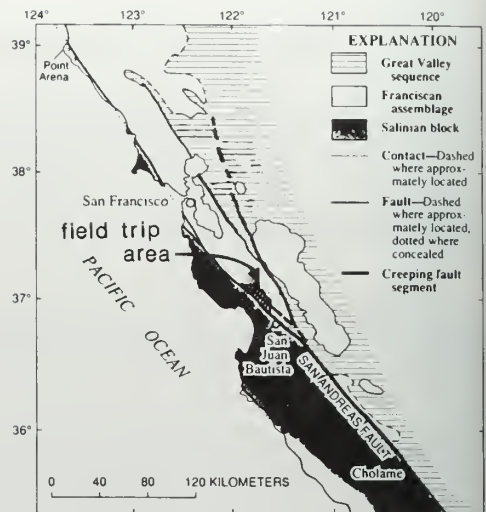 124° 123° 122° 121° 120°
39°
38°
37°
36°
Point
Arena
San Francisco
field trip
area
PACIFIC OCEAN
San
Juan
Bautista
SAN ANDREAS FAULT
Cholame
0 40 80 120 KILOMETERS
EXPLANATION
Great Valley
sequence
Franciscan
assemblage
Salinian block
Contact—Dashed
where approx-
mately located
Fault—Dashed
where approx-
mately located,
dotted where
concealed
Creeping fault
segment